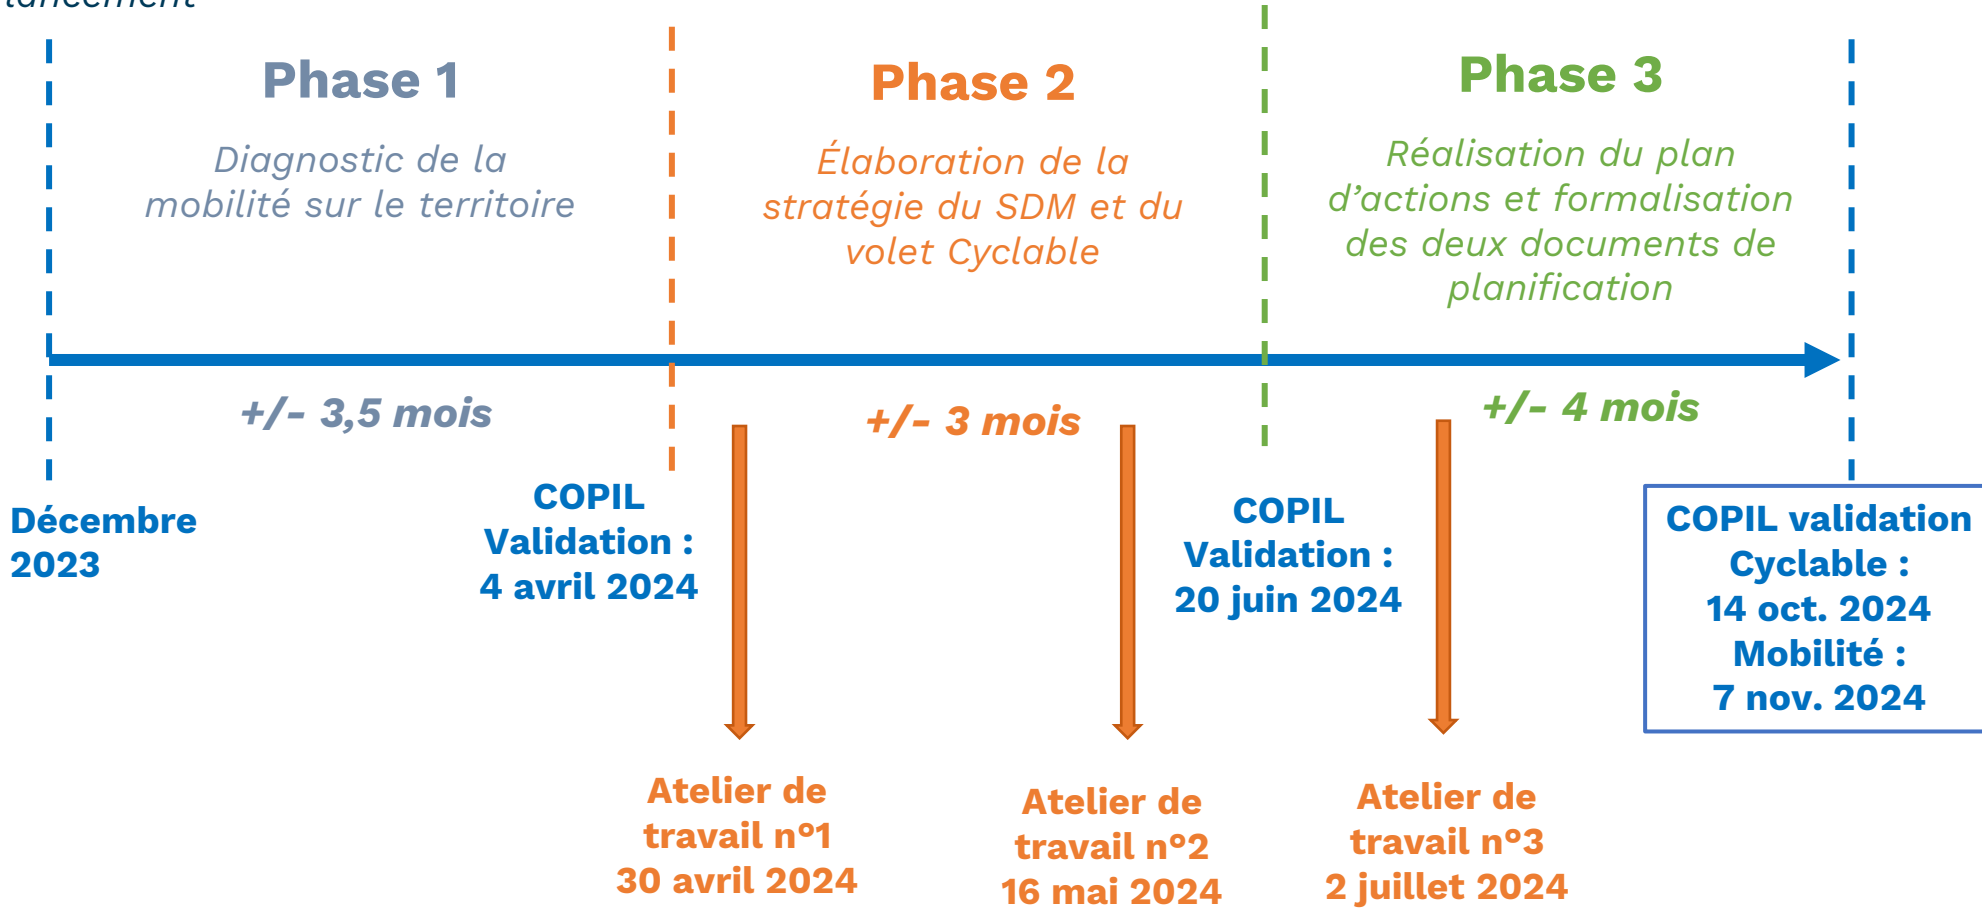 lancement
Phase 1
Diagnostic de la
mobilité sur le territoire
Phase 2
Élaboration de la
stratégie du SDM et du
volet Cyclable
Phase 3
Réalisation du plan
d’actions et formalisation
des deux documents de
planification
+/- 3,5 mois
+/- 3 mois
+/- 4 mois
Décembre
2023
COPIL
Validation :
4 avril 2024
COPIL
Validation :
20 juin 2024
COPIL validation
Cyclable :
14 oct. 2024
Mobilité :
7 nov. 2024
Atelier de
travail n°1
30 avril 2024
Atelier de
travail n°2
16 mai 2024
Atelier de
travail n°3
2 juillet 2024